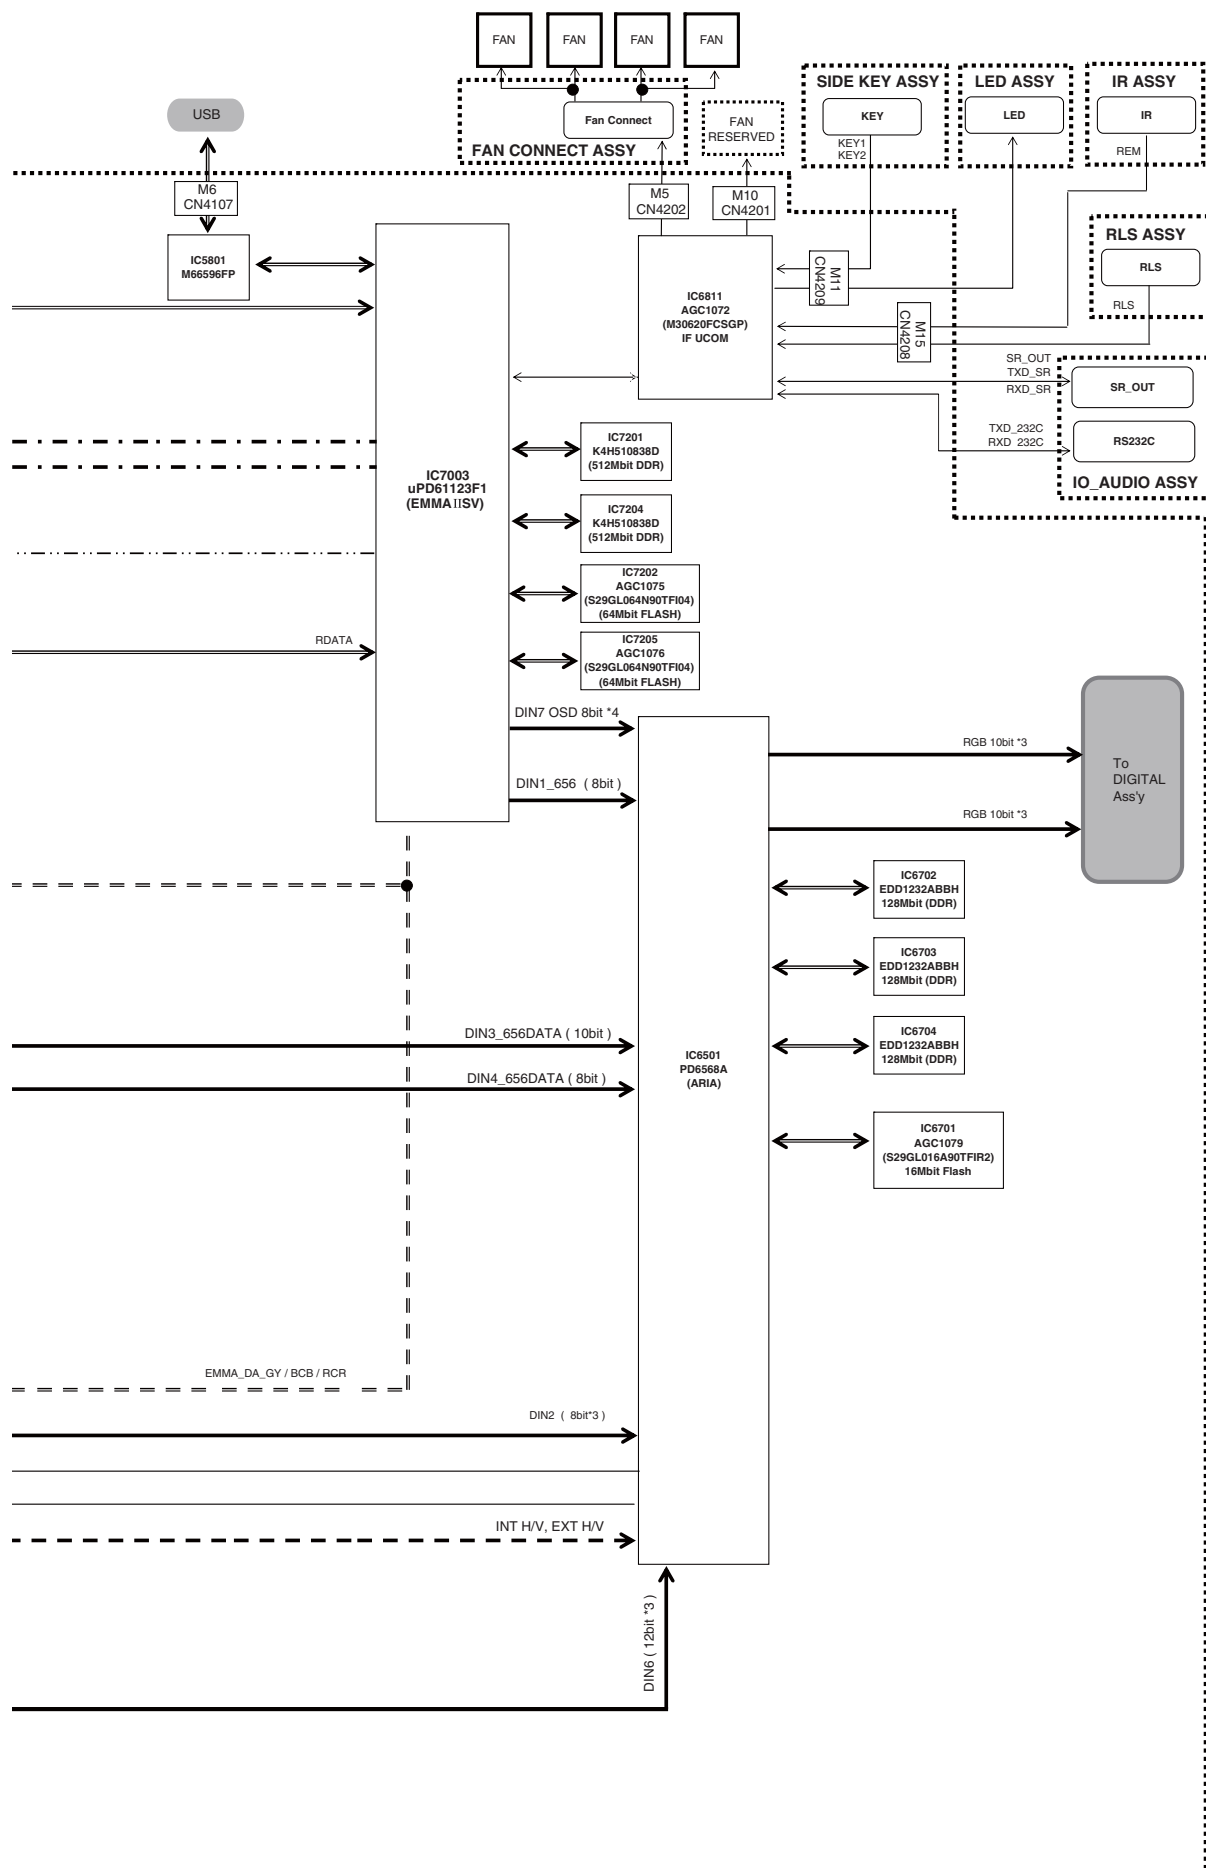 FAN
FAN
FAN
FAN
Fan Connect
FAN CONNECT ASSY
FAN
RESERVED
SIDE KEY ASSY
KEY
KEY1
KEY2
LED ASSY
LED
IR ASSY
IR
REM
USB
M6
CN4107
M5
CN4202
M10
CN4201
IC5801
M66596FP
IC6811
AGC1072
(M30620FCSGP)
IF UCOM
M11
CN4209
M15
CN4208
RLS ASSY
RLS
RLS
SR_OUT
TXD_SR
RXD_SR
SR_OUT
TXD_232C
RXD_232C
RS232C
IO_AUDIO ASSY
IC7003
uPD61123F1
(EMMAIISV)
IC7201
K4H510838D
(512Mbit DDR)
IC7204
K4H510838D
(512Mbit DDR)
IC7202
AGC1075
(S29GL064N90TFI04)
(64Mbit FLASH)
IC7205
AGC1076
(S29GL064N90TFI04)
(64Mbit FLASH)
RDATA
DIN7 OSD 8bit *4
DIN1_656 ( 8bit )
RGB 10bit *3
RGB 10bit *3
To
DIGITAL
Ass'y
IC6702
EDD1232ABBH
128Mbit (DDR)
IC6703
EDD1232ABBH
128Mbit (DDR)
IC6704
EDD1232ABBH
128Mbit (DDR)
IC6701
AGC1079
(S29GL016A90TFIR2)
16Mbit Flash
DIN3_656DATA ( 10bit )
DIN4_656DATA ( 8bit )
IC6501
PD6568A
(ARIA)
EMMA_DA_GY / BCB / RCR
DIN2 ( 8bit*3 )
INT H/V, EXT H/V
DIN6 ( 12bit *3 )